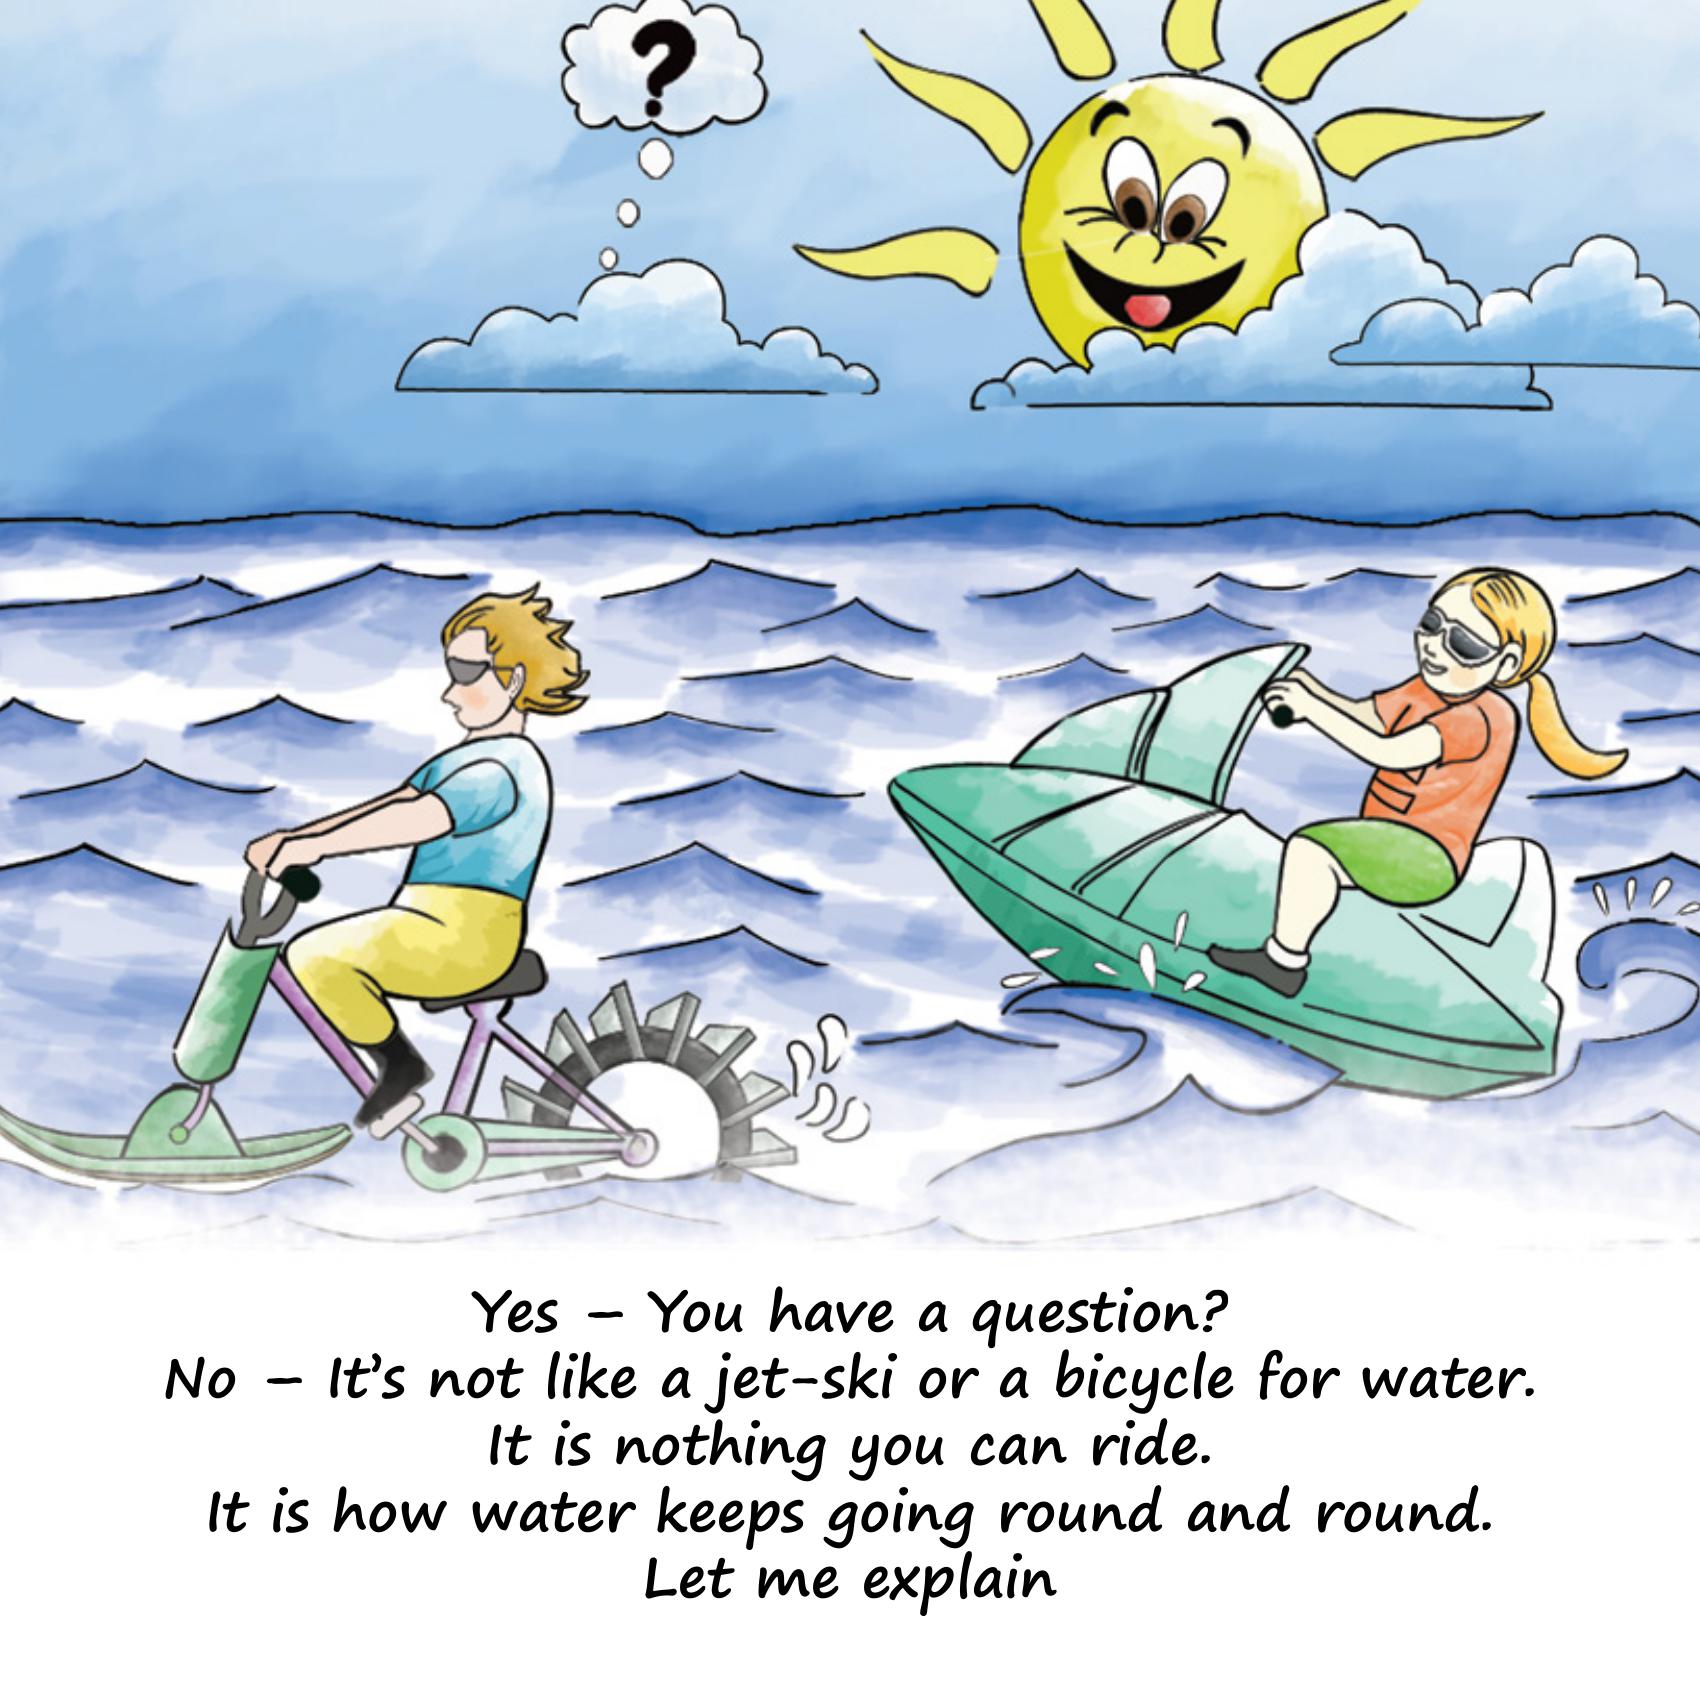 ?
Yes – You have a question?
No – It's not like a jet-ski or a bicycle for water.
It is nothing you can ride.
It is how water keeps going round and round.
Let me explain